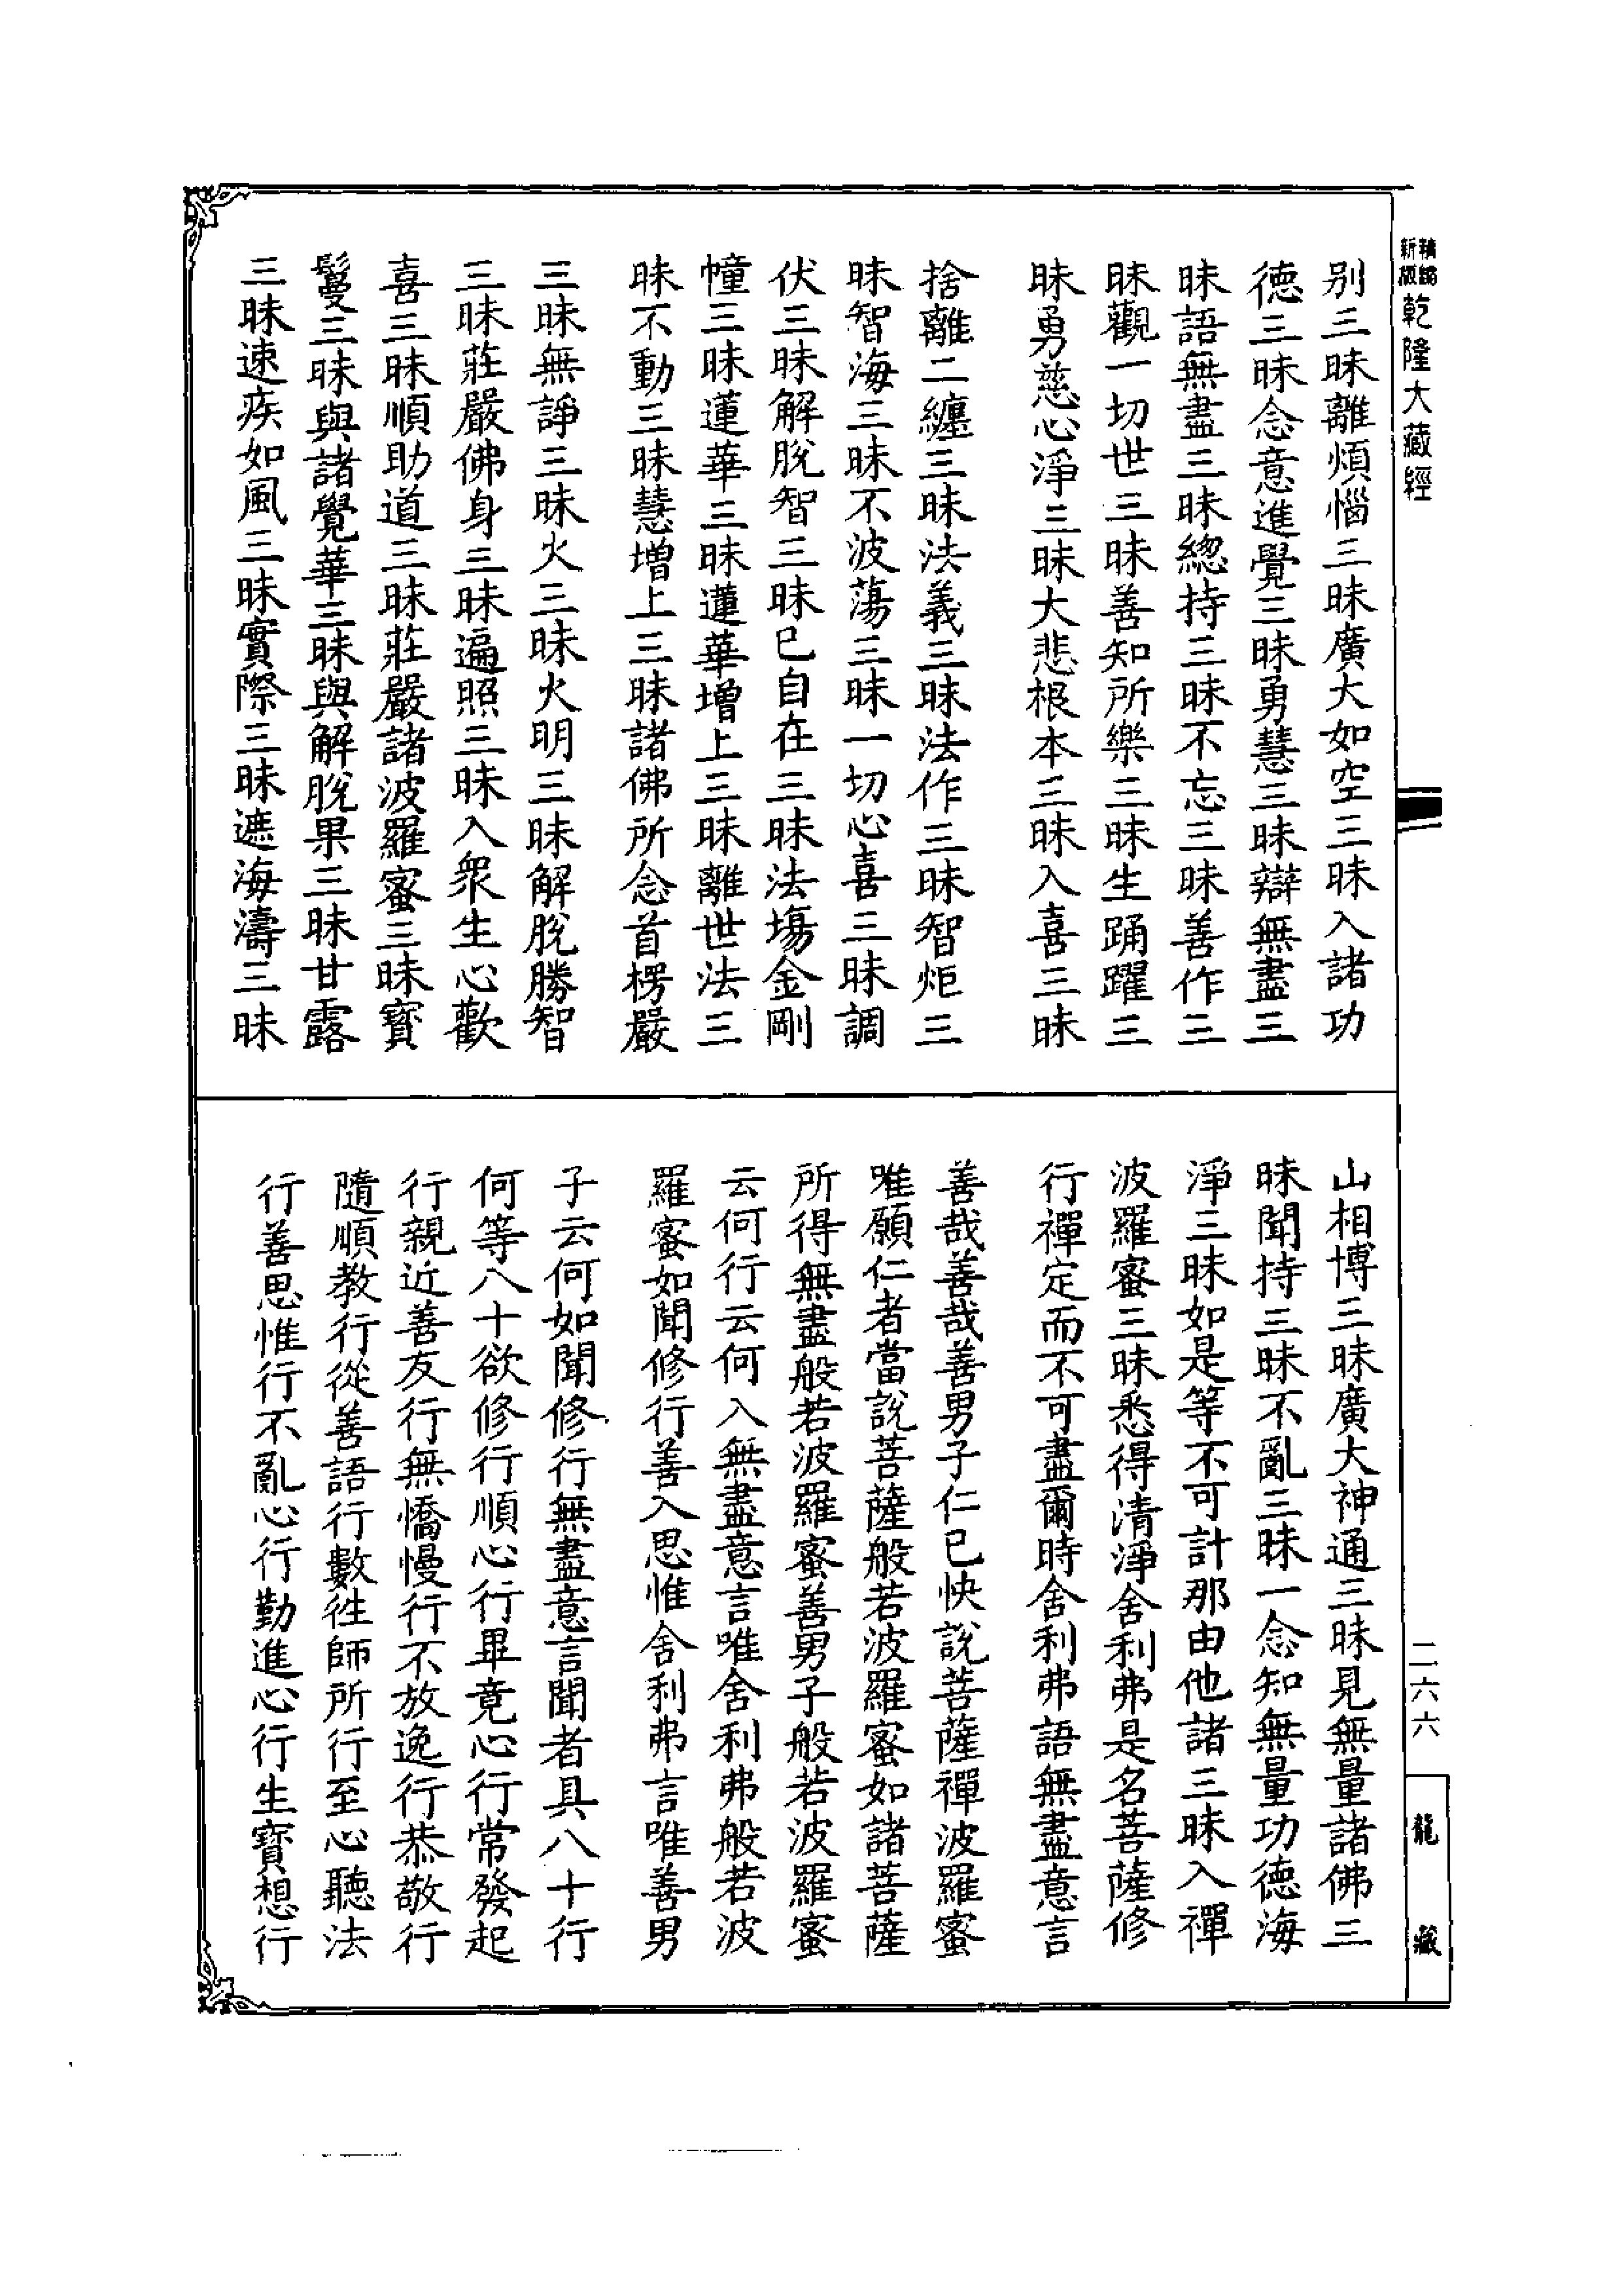 精編
新版
乾隆大藏經
别三昧離煩惱三昧廣大如空三昧入諸功
德三昧念意進覺三昧勇慧三昧辯無盡三
昧語無盡三昧總持三昧不忘三昧善作三
昧觀一切世三昧善知所樂三昧生踊躍三
昧勇慈心淨三昧大悲根本三昧入喜三昧
捨離二纏三昧法義三昧法作三昧智炬三
昧智海三昧不波蕩三昧一切心喜三昧調
伏三昧解脫智三昧已自在三昧法場金剛
幢三昧蓮華三昧蓮華增上三昧離世法三
昧不動三昧慧增上三昧諸佛所念首楞嚴
三昧無諍三昧火三昧火明三昧解脫勝智
三昧莊嚴佛身三昧遍照三昧入衆生心歡
喜三昧順助道三昧莊嚴諸波羅蜜三昧寶
鬘三昧與諸覺華三昧與解脫果三昧甘露
三昧速疾如風三昧實際三昧遮海濤三昧
山相博三昧廣大神通三昧見無量諸佛三
昧聞持三昧不亂三昧一念知無量功德海
淨三昧如是等不可計那由他諸三昧入禪
波羅蜜三昧悉得清淨舍利弗是名菩薩修
行禪定而不可盡爾時舍利弗語無盡意言
善哉善哉善男子仁已快說菩薩禪波羅蜜
唯願仁者當說菩薩般若波羅蜜如諸菩薩
所得無盡般若波羅蜜善男子般若波羅蜜
云何行云何入無盡意言唯舍利弗般若波
羅蜜如聞修行善入思惟舍利弗言唯善男
子云何如聞修行無盡意言聞者具八十行
何等八十欲修行順心行畢竟心行常發起
行親近善友行無憍慢行不放逸行恭敬行
隨順教行從善語行數往師所行至心聽法
行善思惟行不亂心行勤進心行生寶想行
二六六
龍藏